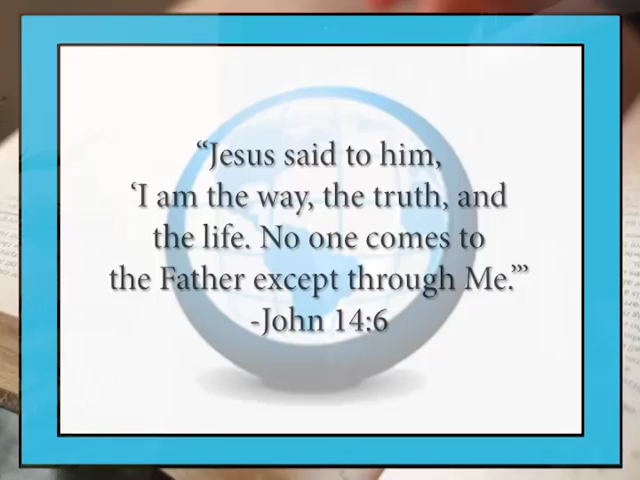 “Jesus said to him,
‘I am the way, the truth, and
the life. No one comes to
the Father except through Me.’”
-John 14:6